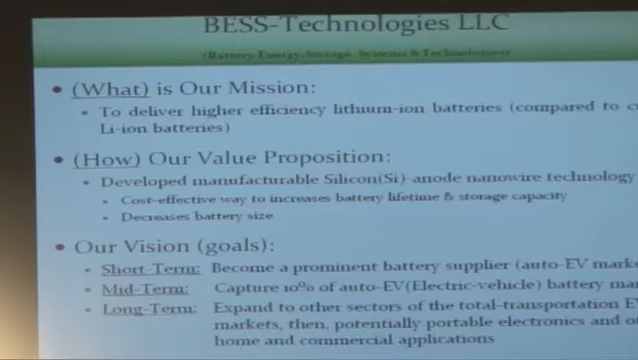 BESS-Technologies LLC
(Battery-Energy-Storage, Systems & Technologies)
• (What) is Our Mission:
• To deliver higher efficiency lithium-ion batteries (compared to
Li-ion batteries)
• (How) Our Value Proposition:
• Developed manufacturable Silicon(Si)-anode nanowire technology
• Cost-effective way to increases battery lifetime & storage capacity
• Decreases battery size
• Our Vision (goals):
• Short-Term: Become a prominent battery supplier (auto-EV
• Mid-Term: Capture 10% of auto-EV(Electric-vehicle) battery
• Long-Term: Expand to other sectors of the total-transportation
markets, then, potentially portable electronics and
home and commercial applications